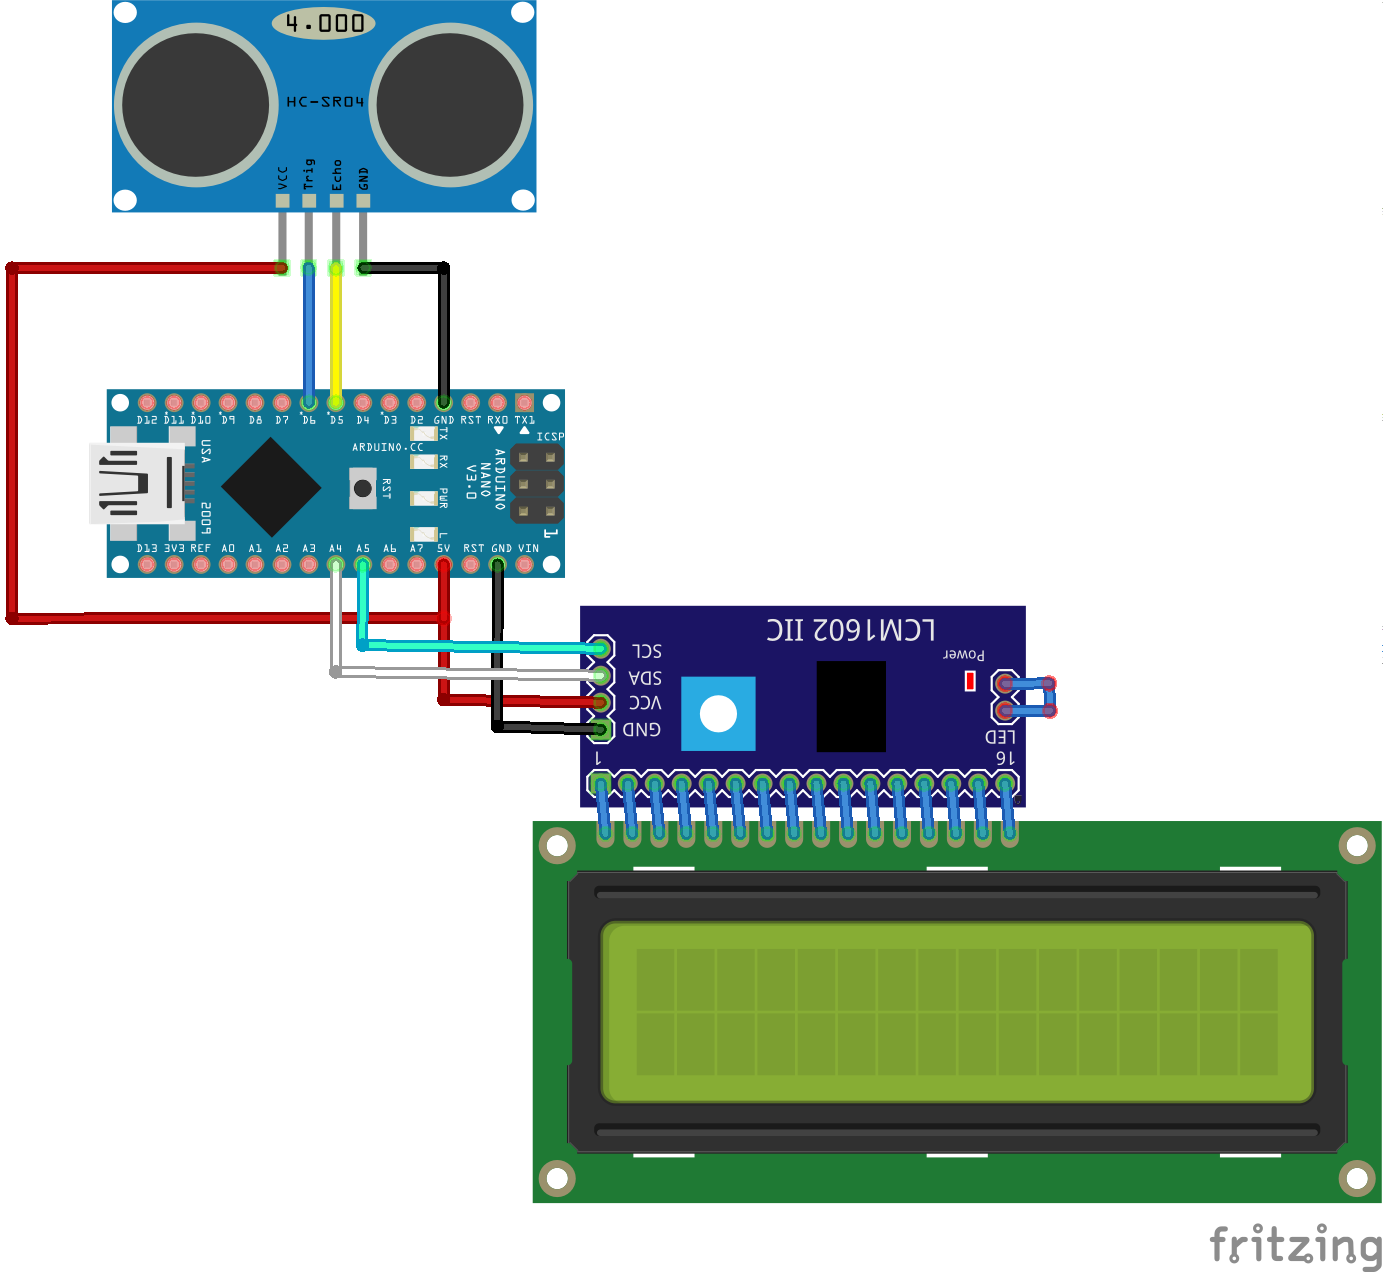 4.000
HC-SR04
VCC Trig Echo GND
D12 D11 D10 D9 D8 D7 D6 D5 D4 D3 D2 GND RST RX0 TX1
ICSP
ARDUINO.CC
TX
RX
PWR
L
RST
ARDUINO
NANO
V3.0
USA
2009
1
D13 3V3 REF A0 A1 A2 A3 A4 A5 A6 A7 5V RST GND VIN
LCM1602 IIC
SCL
SDA
VCC
GND
Power
LED
1
16
fritzing